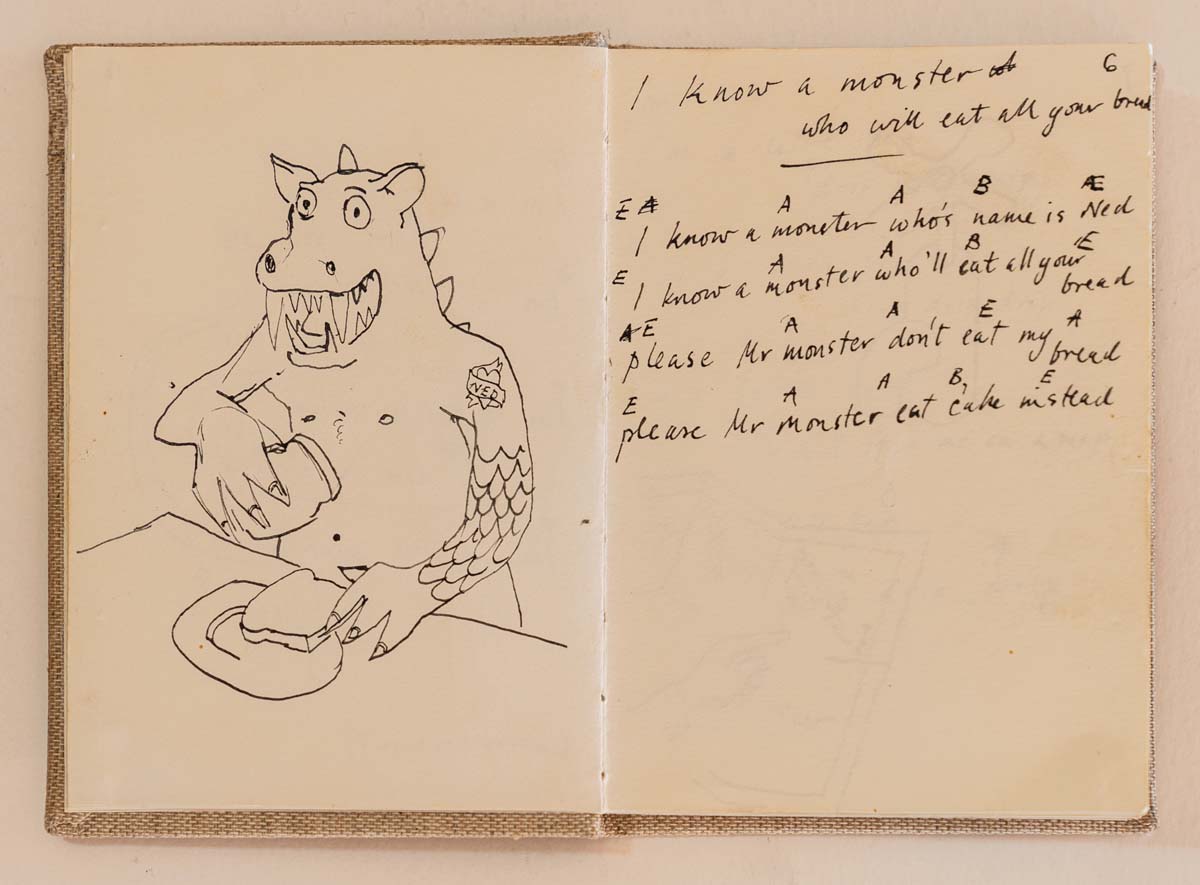 NED
I know a monster
6
who will eat all your bread
E A A A B Æ
I know a monster who's name is Ned
E A A B E
I know a monster who'll eat all your
bread
A E A A E A
please Mr monster don't eat my bread
E A A B E
please Mr monster eat cake instead